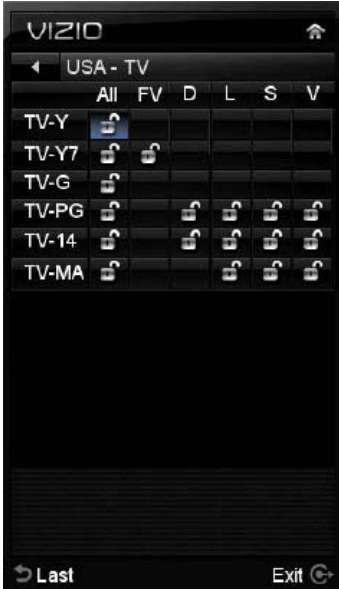 VIZIO
USA - TV
All FV D L S V
TV-Y
TV-Y7
TV-G
TV-PG
TV-14
TV-MA
Last Exit